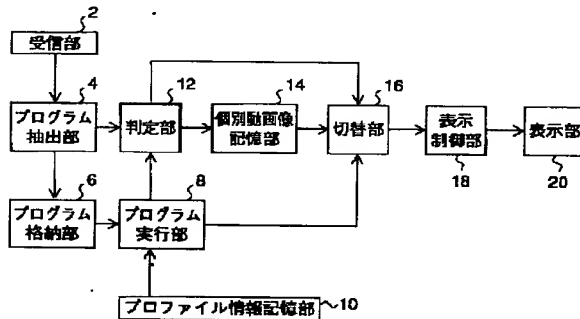 受信部
2
プログラム
抽出部
4
判定部
12
個別動画像
記憶部
14
切替部
16
表示
制御部
18
表示部
20
プログラム
格納部
6
プログラム
実行部
8
プロファイル情報記憶部
10